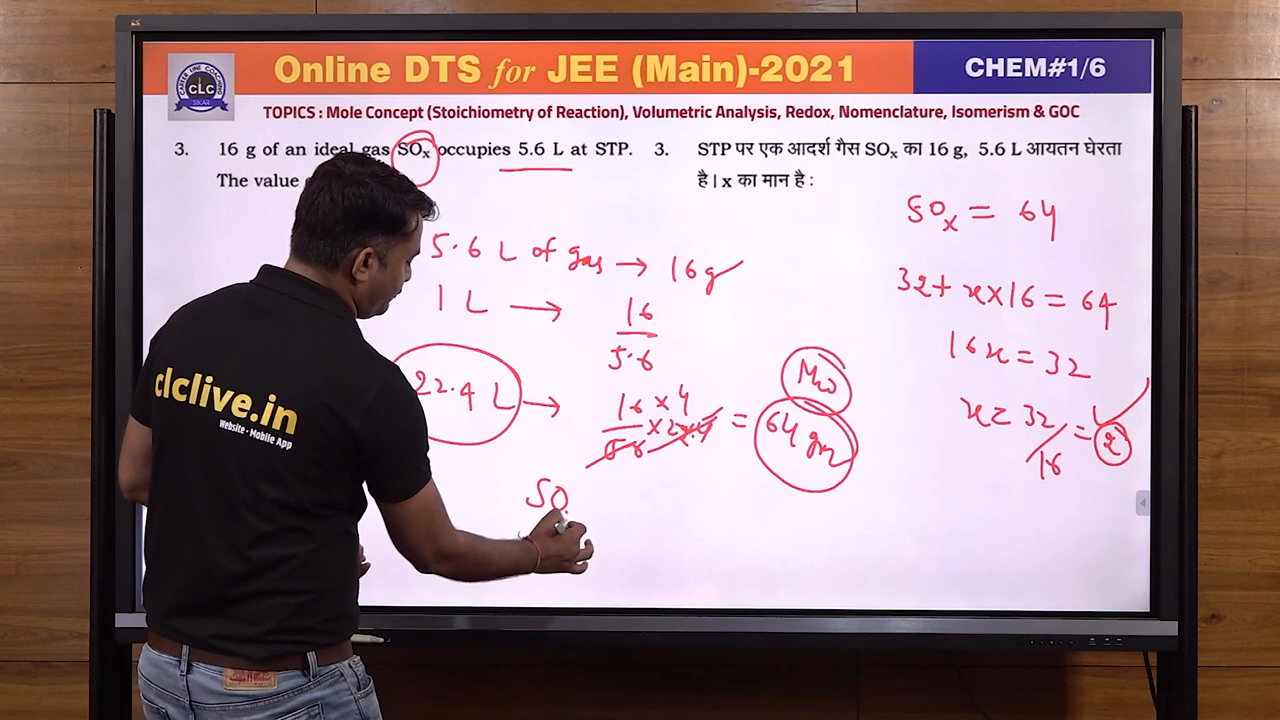 Online DTS for JEE (Main)-2021
CHEM#1/6
CLC
SIKAR
TOPICS : Mole Concept (Stoichiometry of Reaction), Volumetric Analysis, Redox, Nomenclature, Isomerism & GOC
3. 16 g of an ideal gas SOx occupies 5.6 L at STP.
The value
3. STP पर एक आदर्श गैस SOx का 16 g, 5.6 L आयतन घेरता
है। x का मान है :
5.6 L of gas → 16g
1 L → 16/5.6
22.4 L → 16×4/5.6 × 22.4 = 64 gm
Mw
SO
SOx = 64
32 + x×16 = 64
16x = 32
x = 32/16 = 2
clclive.in
Website - Mobile App